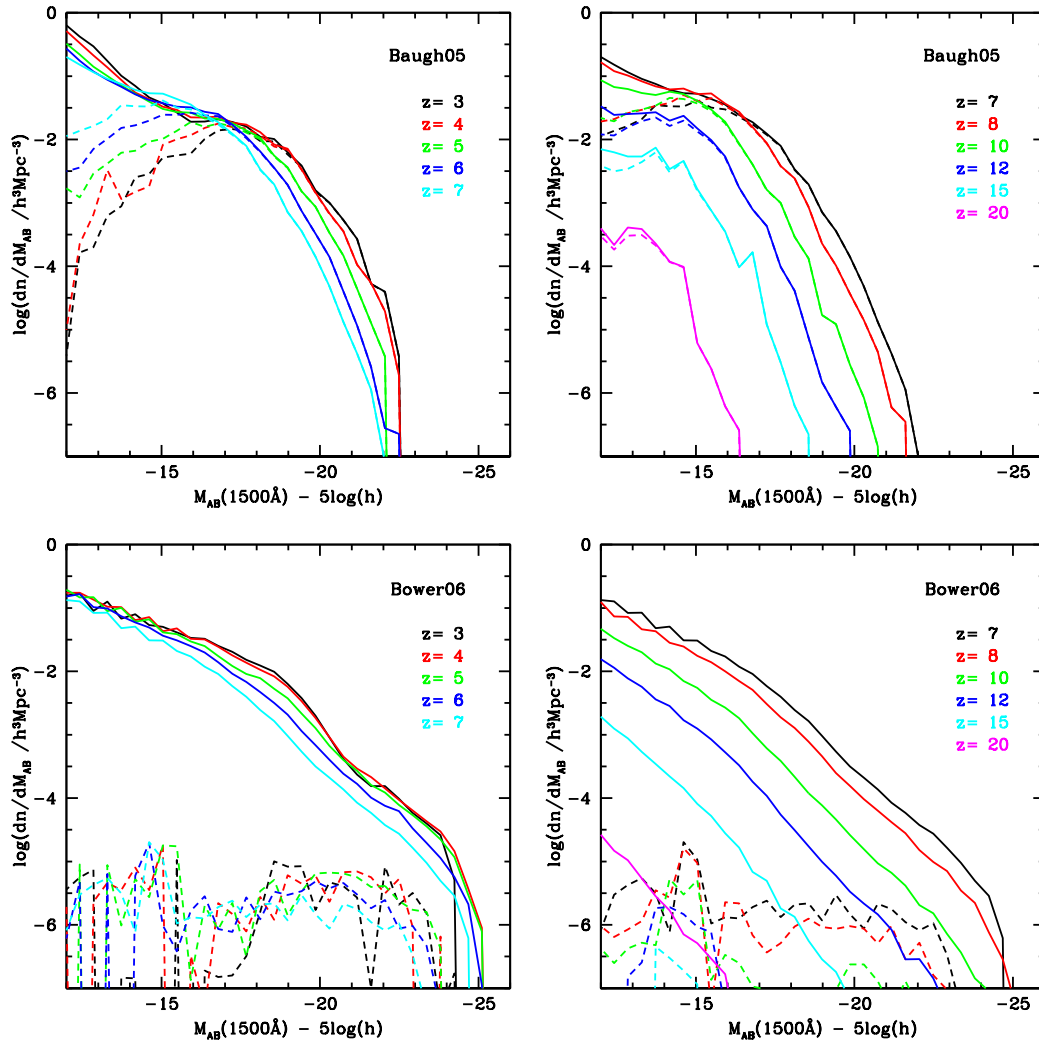 0
-2
-4
-6
-15
-20
-25
log(dn/dM_AB /h³Mpc⁻³)
M_AB(1500Å) - 5log(h)
Baugh05
z= 3
z= 4
z= 5
z= 6
z= 7
0
-2
-4
-6
-15
-20
-25
log(dn/dM_AB /h³Mpc⁻³)
M_AB(1500Å) - 5log(h)
Baugh05
z= 7
z= 8
z= 10
z= 12
z= 15
z= 20
0
-2
-4
-6
-15
-20
-25
log(dn/dM_AB /h³Mpc⁻³)
M_AB(1500Å) - 5log(h)
Bower06
z= 3
z= 4
z= 5
z= 6
z= 7
0
-2
-4
-6
-15
-20
-25
log(dn/dM_AB /h³Mpc⁻³)
M_AB(1500Å) - 5log(h)
Bower06
z= 7
z= 8
z= 10
z= 12
z= 15
z= 20